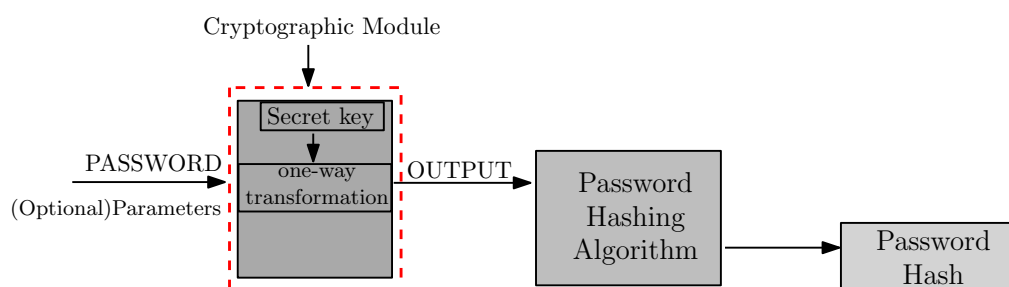 Cryptographic Module
Secret key
PASSWORD
(Optional)Parameters
one-way
transformation
OUTPUT
Password
Hashing
Algorithm
Password
Hash